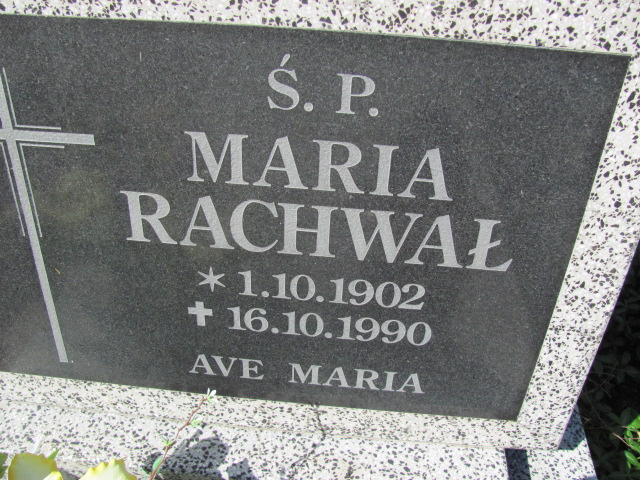 Ś. P.
MARIA
RACHWAŁ
* 1.10.1902
✝ 16.10.1990
AVE MARIA